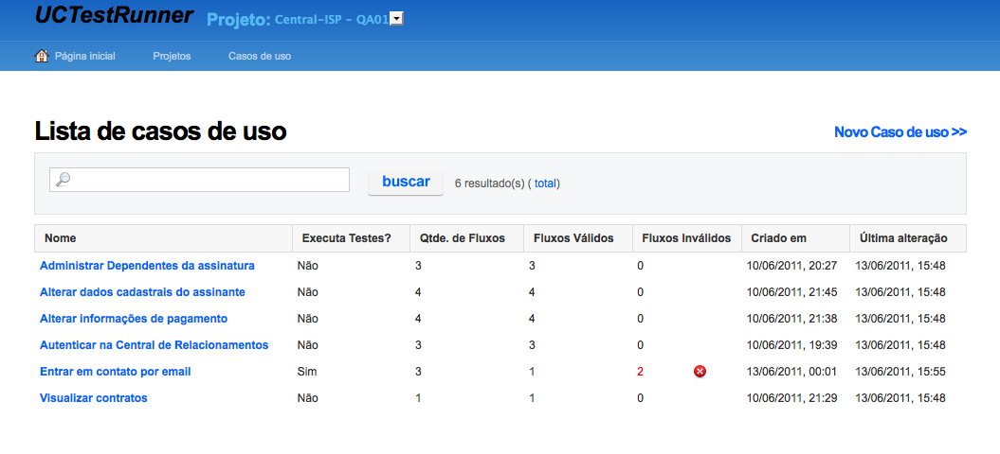 UCTestRunner Projeto: Central-ISP - QA01
Página inicial Projetos Casos de uso
Lista de casos de uso Novo Caso de uso >>
buscar 6 resultado(s) ( total)
Nome Executa Testes? Qtde. de Fluxos Fluxos Válidos Fluxos Inválidos Criado em Última alteração
Administrar Dependentes da assinatura Não 3 3 0 10/06/2011, 20:27 13/06/2011, 15:48
Alterar dados cadastrais do assinante Não 4 4 0 10/06/2011, 21:45 13/06/2011, 15:48
Alterar informações de pagamento Não 4 4 0 10/06/2011, 21:38 13/06/2011, 15:48
Autenticar na Central de Relacionamentos Não 3 3 0 10/06/2011, 19:39 13/06/2011, 15:48
Entrar em contato por email Sim 3 1 2 13/06/2011, 00:01 13/06/2011, 15:55
Visualizar contratos Não 1 1 0 10/06/2011, 21:29 13/06/2011, 15:48